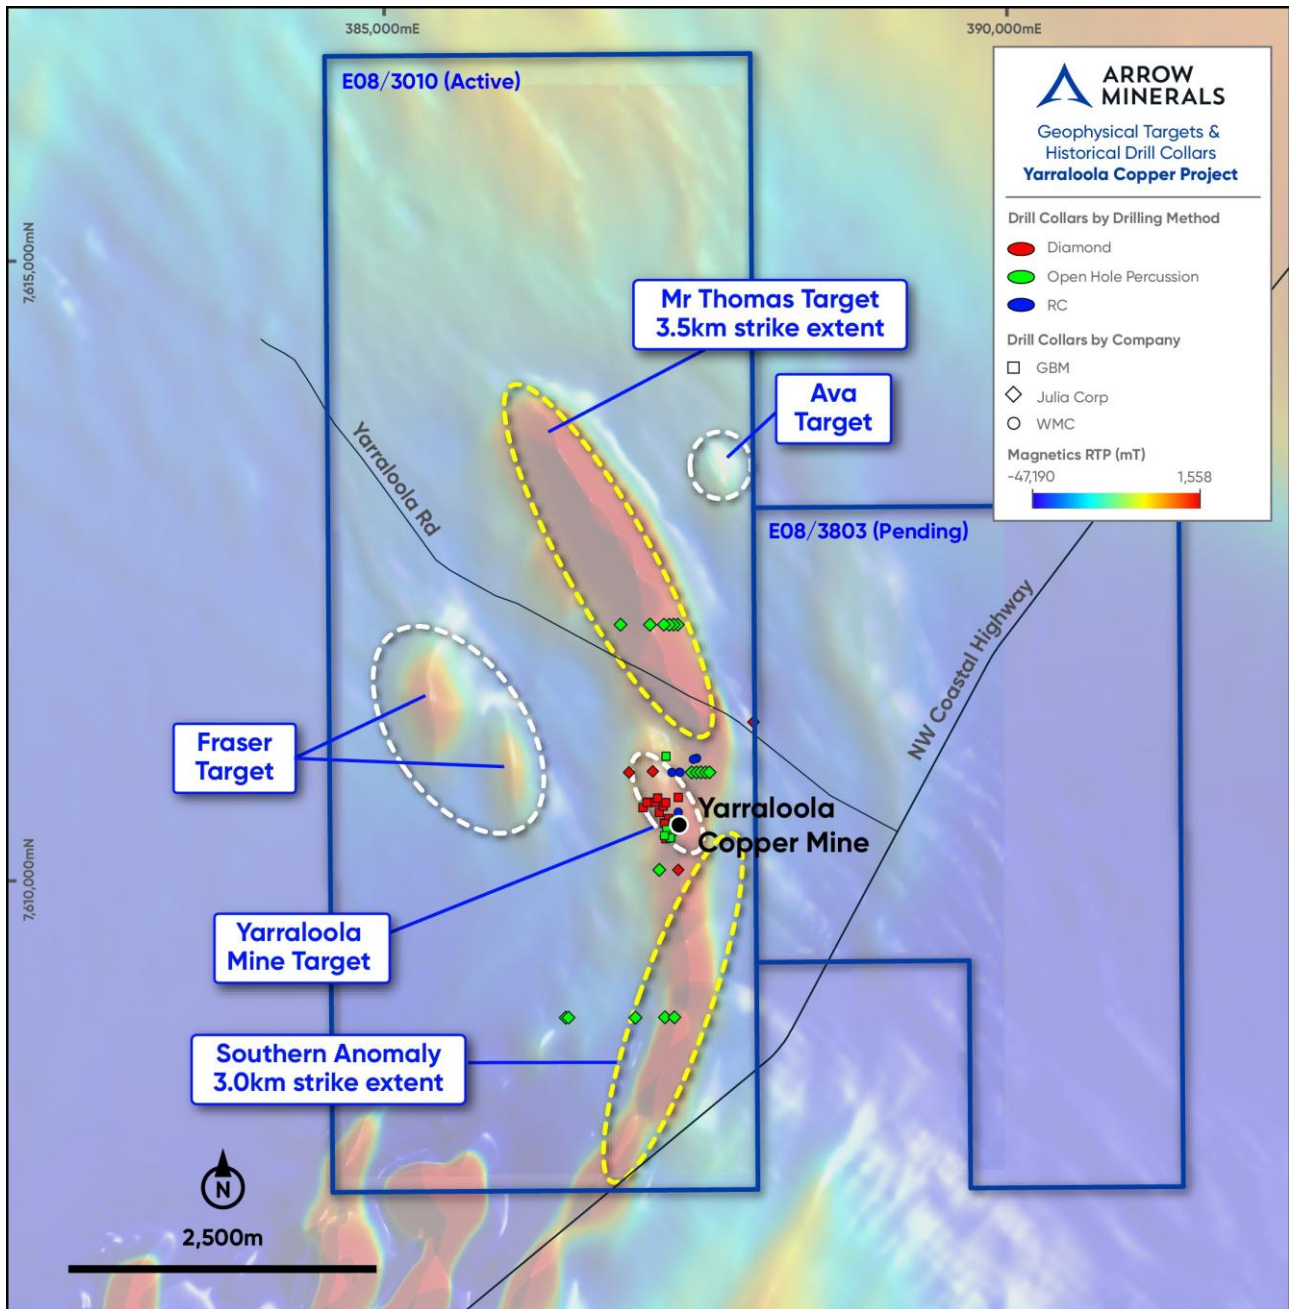 385,000mE
390,000mE
E08/3010 (Active)
ARROW
MINERALS
Geophysical Targets &
Historical Drill Collars
Yarraloola Copper Project
Drill Collars by Drilling Method
Diamond
Open Hole Percussion
RC
Drill Collars by Company
GBM
Julia Corp
WMC
Magnetics RTP (mT)
-47,190
1,558
7,615,000mN
Mr Thomas Target
3.5km strike extent
Ava
Target
Yarraloola Rd
E08/3803 (Pending)
NW Coastal Highway
Fraser
Target
Yarraloola
Copper Mine
7,610,000mN
Yarraloola
Mine Target
Southern Anomaly
3.0km strike extent
N
2,500m